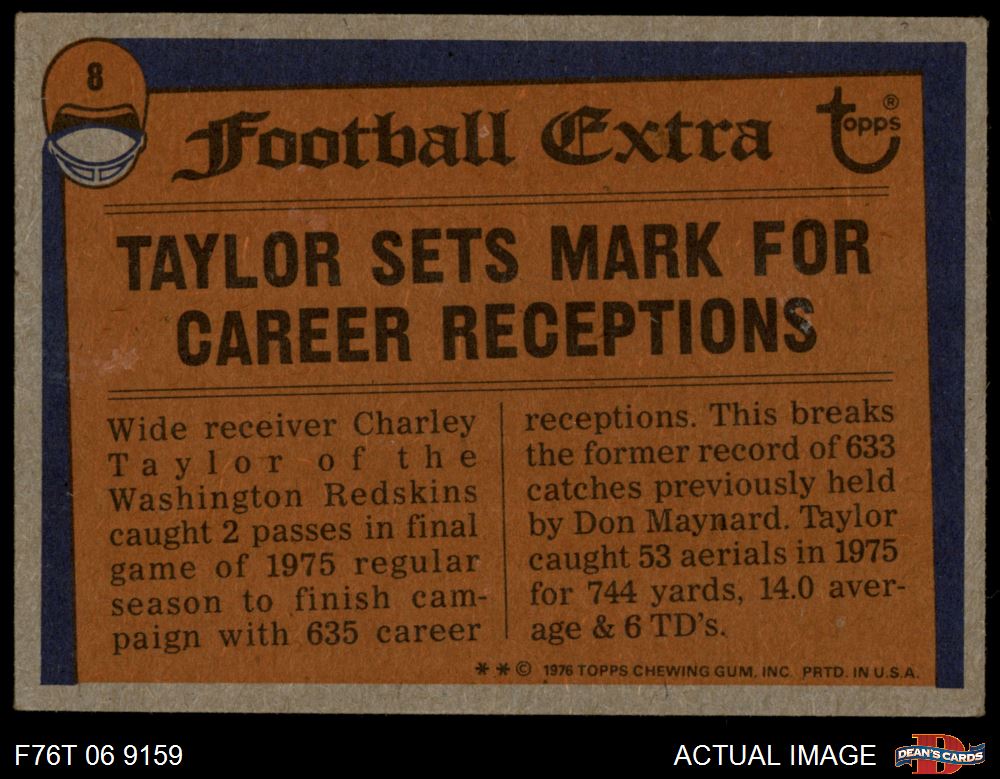 8
Football Extra
topps ®
TAYLOR SETS MARK FOR
CAREER RECEPTIONS
Wide receiver Charley
Taylor of the
Washington Redskins
caught 2 passes in final
game of 1975 regular
season to finish cam-
paign with 635 career
receptions. This breaks
the former record of 633
catches previously held
by Don Maynard. Taylor
caught 53 aerials in 1975
for 744 yards, 14.0 aver-
age & 6 TD's.
* * © 1976 TOPPS CHEWING GUM, INC. PRTD. IN U.S.A.
F76T 06 9159
ACTUAL IMAGE
DEAN'S CARDS